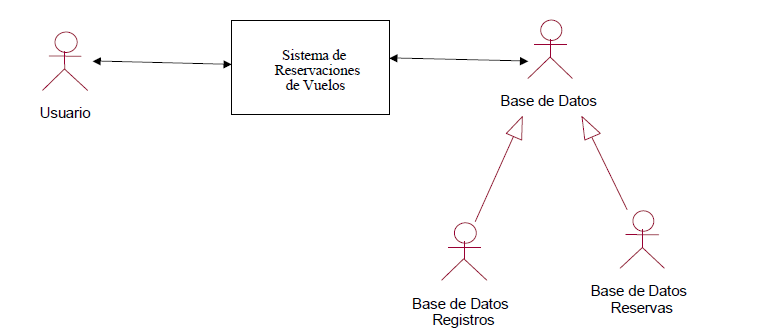 Sistema de
Reservaciones
de Vuelos
Usuario
Base de Datos
Base de Datos
Registros
Base de Datos
Reservas